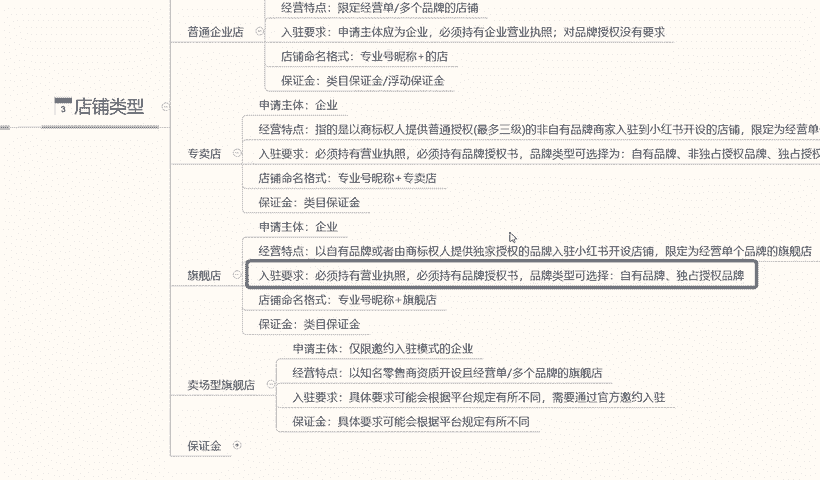 经营特点：限定经营单/多个品牌的店铺
普通企业店
入驻要求：申请主体应为企业，必须持有企业营业执照；对品牌授权没有要求
店铺命名格式：专业号昵称+的店
保证金：类目保证金/浮动保证金
3 店铺类型
申请主体：企业
经营特点：指的是以商标权人提供普通授权(最多三级)的非自有品牌商家入驻到小红书开设的店铺，限定为经营单
专卖店
入驻要求：必须持有营业执照，必须持有品牌授权书，品牌类型可选择为：自有品牌、非独占授权品牌、独占授权
店铺命名格式：专业号昵称+专卖店
保证金：类目保证金
申请主体：企业
经营特点：以自有品牌或者由商标权人提供独家授权的品牌入驻小红书开设店铺，限定为经营单个品牌的旗舰店
旗舰店
入驻要求：必须持有营业执照，必须持有品牌授权书，品牌类型可选择：自有品牌、独占授权品牌
店铺命名格式：专业号昵称+旗舰店
保证金：类目保证金
申请主体：仅限邀约入驻模式的企业
经营特点：以知名零售商资质开设且经营单/多个品牌的旗舰店
卖场型旗舰店
入驻要求：具体要求可能会根据平台规定有所不同，需要通过官方邀约入驻
保证金：具体要求可能会根据平台规定有所不同
保证金